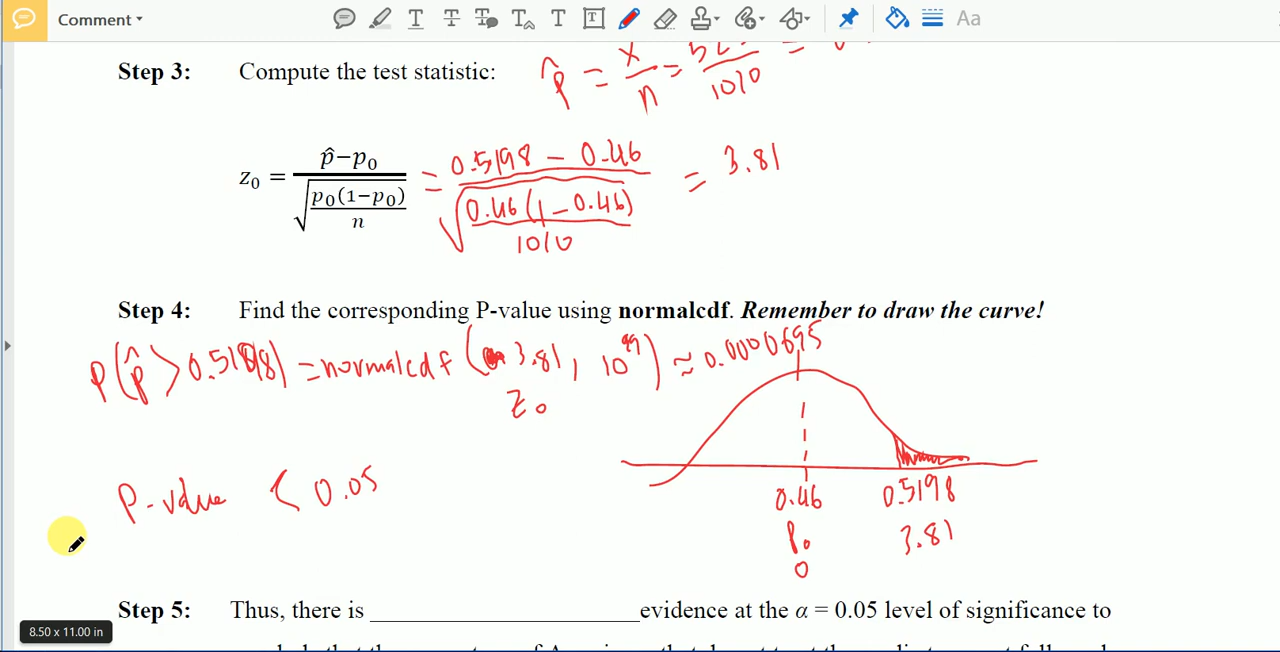 Comment
T T T T T T Aa
Step 3: Compute the test statistic: p̂ = x/n = /1010 =
z₀ = (p̂−p₀)/√(p₀(1−p₀)/n) = (0.5198 − 0.46)/√(0.46(1−0.46)/1010) = 3.81
Step 4: Find the corresponding P-value using normalcdf. Remember to draw the curve!
P(p̂ > 0.5198) = normalcdf (3.81, 10^99) ≈ 0.0000695
z₀
P-value < 0.05
0.46 0.5198
p₀ 3.81
0
Step 5: Thus, there is ____________________ evidence at the α = 0.05 level of significance to
8.50 x 11.00 in